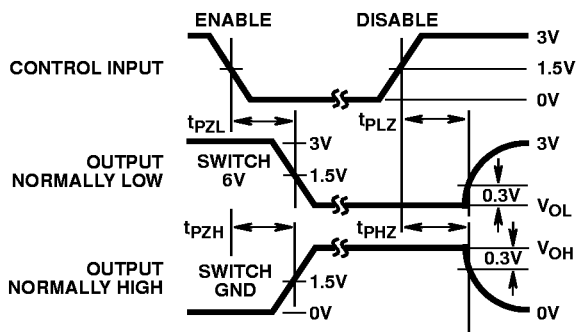 ENABLE DISABLE
CONTROL INPUT
3V
1.5V
0V
tPZL tPLZ
OUTPUT
NORMALLY LOW
SWITCH
6V
3V
1.5V
3V
0.3V
VOL
tPZH tPHZ
OUTPUT
NORMALLY HIGH
SWITCH
GND
1.5V
0V
VOH
0.3V
0V